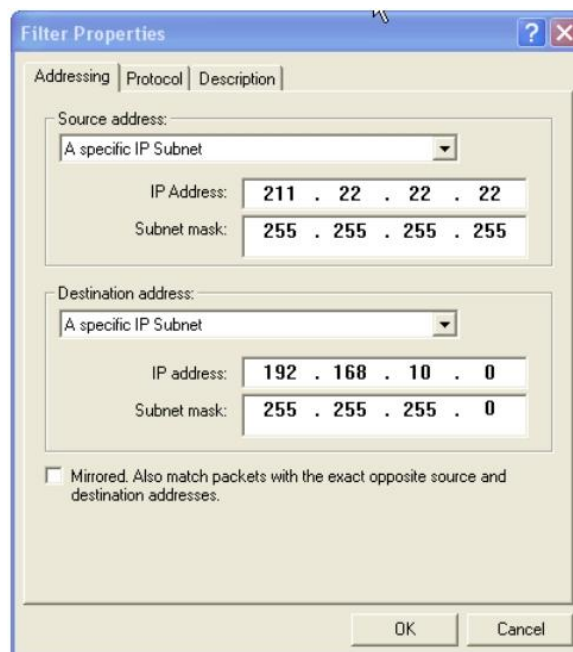 Filter Properties
Addressing Protocol Description
Source address:
A specific IP Subnet
IP Address: 211 . 22 . 22 . 22
Subnet mask: 255 . 255 . 255 . 255
Destination address:
A specific IP Subnet
IP address: 192 . 168 . 10 . 0
Subnet mask: 255 . 255 . 255 . 0
Mirrored. Also match packets with the exact opposite source and
destination addresses.
OK Cancel